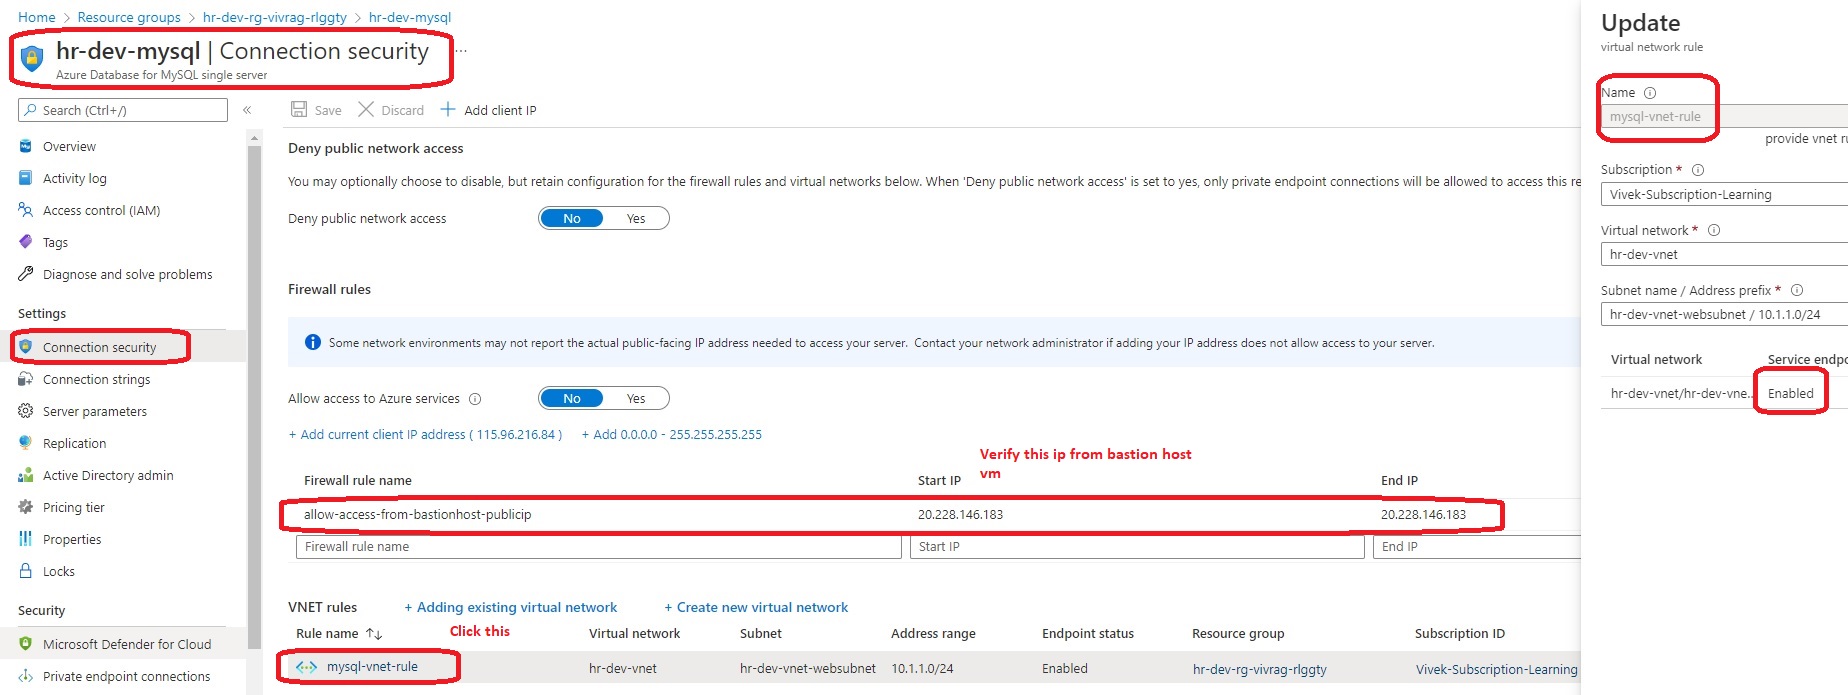 Home > Resource groups > hr-dev-rg-vivrag-rlggty > hr-dev-mysql
hr-dev-mysql | Connection security ...
Azure Database for MySQL single server
Search (Ctrl+/) «
Overview
Activity log
Access control (IAM)
Tags
Diagnose and solve problems
Settings
Connection security
Connection strings
Server parameters
Replication
Active Directory admin
Pricing tier
Properties
Locks
Security
Microsoft Defender for Cloud
Private endpoint connections
Save Discard + Add client IP
Deny public network access
You may optionally choose to disable, but retain configuration for the firewall rules and virtual networks below. When 'Deny public network access' is set to yes, only private endpoint connections will be allowed to access this re
Deny public network access No Yes
Firewall rules
Some network environments may not report the actual public-facing IP address needed to access your server. Contact your network administrator if adding your IP address does not allow access to your server.
Allow access to Azure services No Yes
+ Add current client IP address ( 115.96.216.84 ) + Add 0.0.0.0 - 255.255.255.255
Verify this ip from bastion host
vm
Firewall rule name Start IP End IP
allow-access-from-bastionhost-publicip 20.228.146.183 20.228.146.183
Firewall rule name Start IP End IP
VNET rules + Adding existing virtual network + Create new virtual network
Click this
Rule name ↑↓ Virtual network Subnet Address range Endpoint status Resource group Subscription ID
mysql-vnet-rule hr-dev-vnet hr-dev-vnet-websubnet 10.1.1.0/24 Enabled hr-dev-rg-vivrag-rlggty Vivek-Subscription-Learning
Update
virtual network rule
Name
mysql-vnet-rule
provide vnet ru
Subscription *
Vivek-Subscription-Learning
Virtual network *
hr-dev-vnet
Subnet name / Address prefix *
hr-dev-vnet-websubnet / 10.1.1.0/24
Virtual network Service endpo
hr-dev-vnet/hr-dev-vne... Enabled